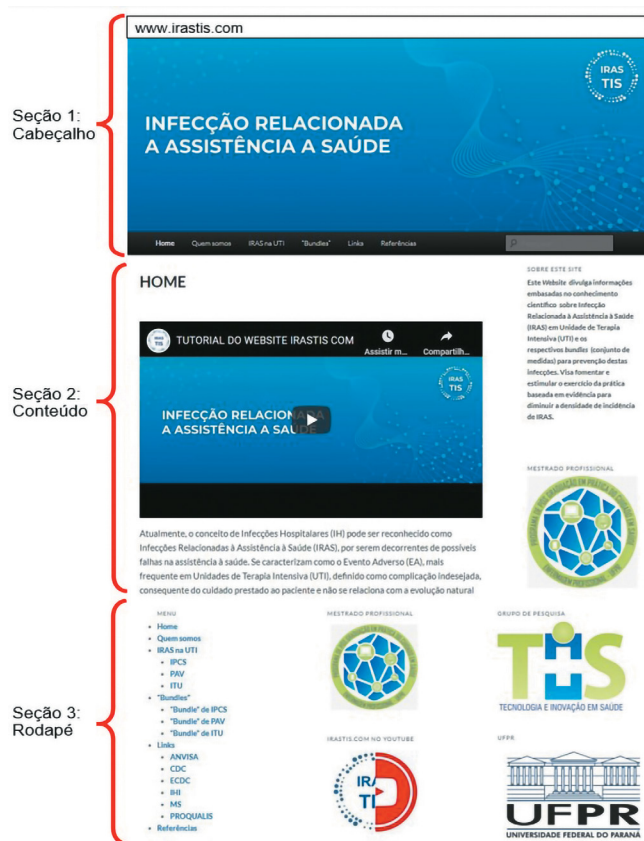 www.irastis.com
IRAS
TIS
Seção 1:
Cabeçalho
INFECÇÃO RELACIONADA
A ASSISTÊNCIA A SAÚDE
Home Quem somos IRAS na UTI "Bundles" Links Referências
Seção 2:
Conteúdo
HOME
TUTORIAL DO WEBSITE IRASTIS COM
Assistir m... Compartilh...
IRAS
TIS
INFECÇÃO RELACIONADA
A ASSISTÊNCIA A SAÚDE
Atualmente, o conceito de Infecções Hospitalares (IH) pode ser reconhecido como
Infecções Relacionadas à Assistência à Saúde (IRAS), por serem decorrentes de possíveis
falhas na assistência à saúde. Se caracterizam como o Evento Adverso (EA), mais
frequente em Unidades de Terapia Intensiva (UTI), definido como complicação indesejada,
consequente do cuidado prestado ao paciente e não se relaciona com a evolução natural
SOBRE ESTE SITE
Este Website divulga informações
embasadas no conhecimento
científico sobre Infecção
Relacionada à Assistência à Saúde
(IRAS) em Unidade de Terapia
Intensiva (UTI) e os
respectivos bundles (conjunto de
medidas) para prevenção destas
infecções. Visa fomentar e
estimular o exercício da prática
baseada em evidência para
diminuir a densidade de incidência
de IRAS.
MESTRADO PROFISSIONAL
Seção 3:
Rodapé
MENU
• Home
• Quem somos
• IRAS na UTI
• IPCS
• PAV
• ITU
• "Bundles"
• "Bundle" de IPCS
• "Bundle" de PAV
• "Bundle" de ITU
• Links
• ANVISA
• CDC
• ECDC
• IHI
• MS
• PROQUALIS
• Referências
MESTRADO PROFISSIONAL
IRASTIS.COM NO YOUTUBE
GRUPO DE PESQUISA
TIS
TECNOLOGIA E INOVAÇÃO EM SAÚDE
UFPR
UFPR
UNIVERSIDADE FEDERAL DO PARANÁ